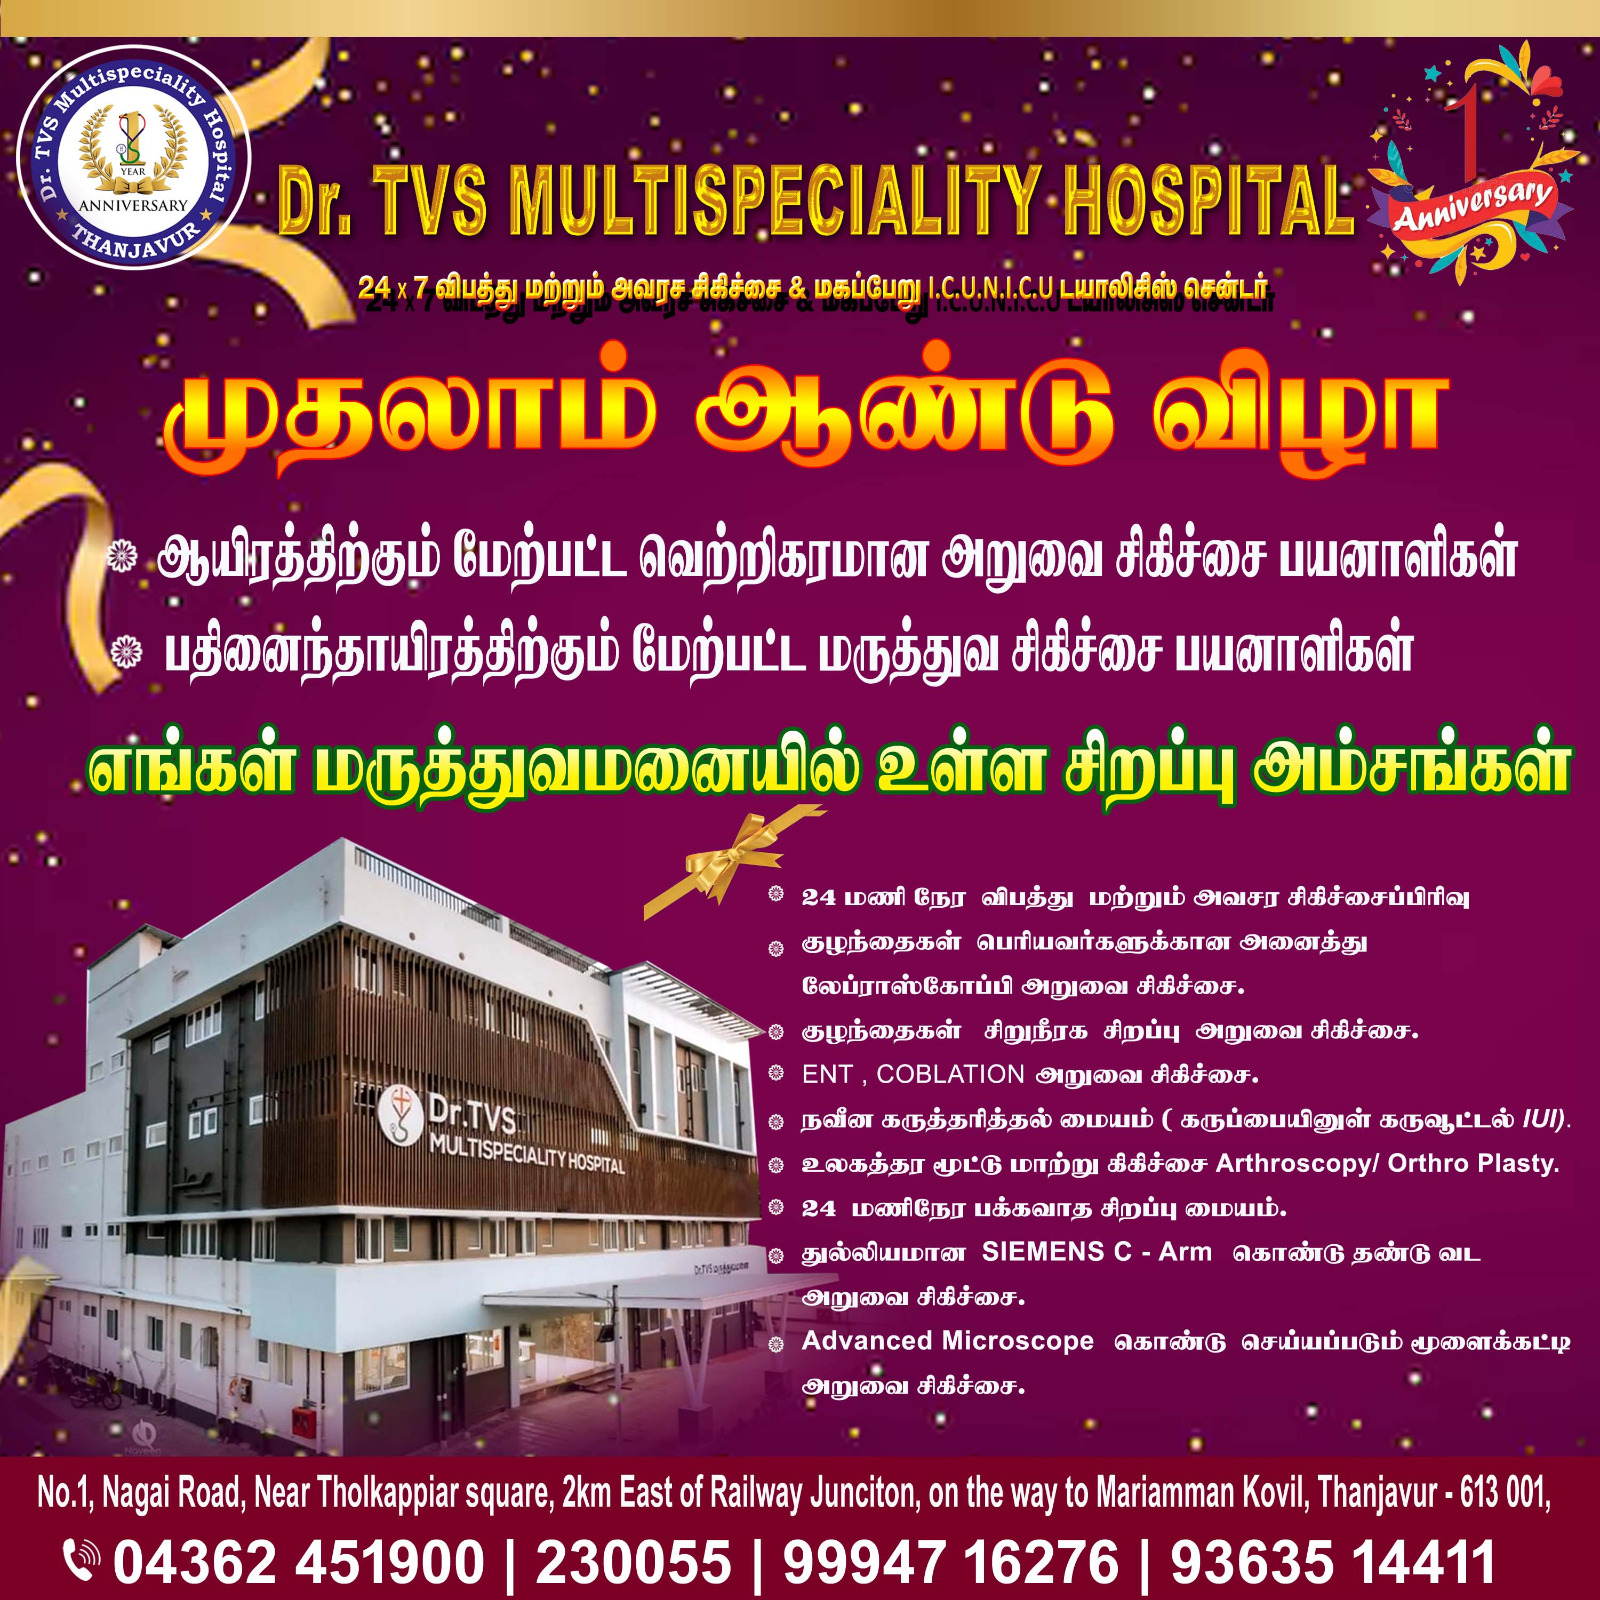 Dr. TVS Multispeciality Hospital
1
YEAR
ANNIVERSARY
THANJAVUR
1
Anniversary
Dr. TVS MULTISPECIALITY HOSPITAL
24 x 7 விபத்து மற்றும் அவரச சிகிச்சை & மகப்பேறு I.C.U.N.I.C.U டயாலிசிஸ் சென்டர்
முதலாம் ஆண்டு விழா
ஆயிரத்திற்கும் மேற்பட்ட வெற்றிகரமான அறுவை சிகிச்சை பயனாளிகள்
பதினைந்தாயிரத்திற்கும் மேற்பட்ட மருத்துவ சிகிச்சை பயனாளிகள்
எங்கள் மருத்துவமனையில் உள்ள சிறப்பு அம்சங்கள்
24 மணி நேர விபத்து மற்றும் அவசர சிகிச்சைப்பிரிவு
குழந்தைகள் பெரியவர்களுக்கான அனைத்து
லேப்ராஸ்கோப்பி அறுவை சிகிச்சை.
குழந்தைகள் சிறுநீரக சிறப்பு அறுவை சிகிச்சை.
ENT , COBLATION அறுவை சிகிச்சை.
நவீன கருத்தரித்தல் மையம் ( கருப்பையினுள் கருவூட்டல் IUI).
உலகத்தர மூட்டு மாற்று கிகிச்சை Arthroscopy/ Orthro Plasty.
24 மணிநேர பக்கவாத சிறப்பு மையம்.
துல்லியமான SIEMENS C - Arm கொண்டு தண்டு வட
அறுவை சிகிச்சை.
Advanced Microscope கொண்டு செய்யப்படும் மூளைக்கட்டி
அறுவை சிகிச்சை.
Dr.TVS
MULTISPECIALITY HOSPITAL
Dr.TVS மருத்துவமனை
Naveen
No.1, Nagai Road, Near Tholkappiar square, 2km East of Railway Junciton, on the way to Mariamman Kovil, Thanjavur - 613 001,
04362 451900 | 230055 | 99947 16276 | 93635 14411